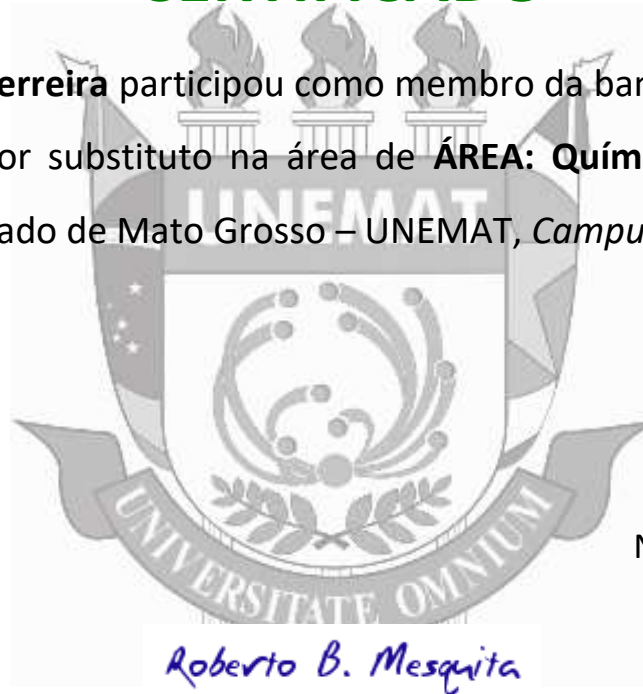 CERTIFICADO
erreira participou como membro da ban
or substituto na área de ÁREA: Quím
ado de Mato Grosso – UNEMAT, Campu
UNEMAT
UNIVERSITATE OMNIUM
N
Roberto B. Mesquita